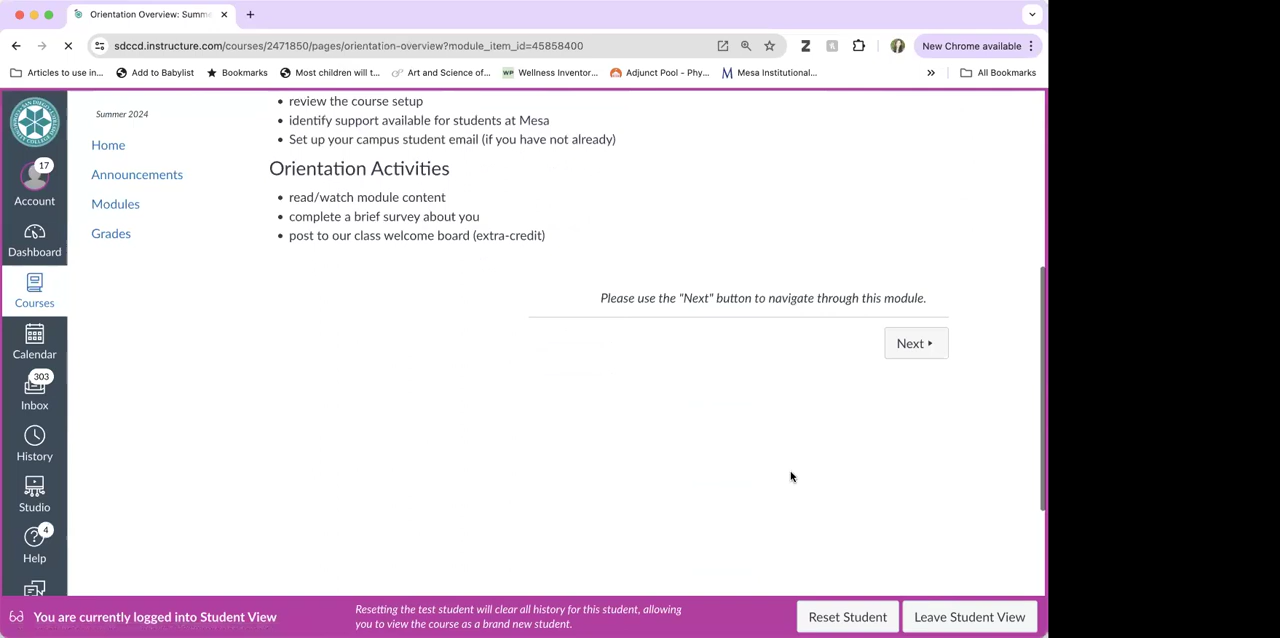 Orientation Overview: Summe
sdccd.instructure.com/courses/2471850/pages/orientation-overview?module_item_id=45858400
New Chrome available
Articles to use in...
Add to Babylist
Bookmarks
Most children will t...
Art and Science of...
WP
Wellness Inventor...
Adjunct Pool - Phy...
Mesa Institutional...
All Bookmarks
17
Account
Dashboard
Courses
Calendar
303
Inbox
History
Studio
4
Help
Summer 2024
Home
Announcements
Modules
Grades
• review the course setup
• identify support available for students at Mesa
• Set up your campus student email (if you have not already)
Orientation Activities
• read/watch module content
• complete a brief survey about you
• post to our class welcome board (extra-credit)
Please use the "Next" button to navigate through this module.
Next
You are currently logged into Student View
Resetting the test student will clear all history for this student, allowing
you to view the course as a brand new student.
Reset Student
Leave Student View